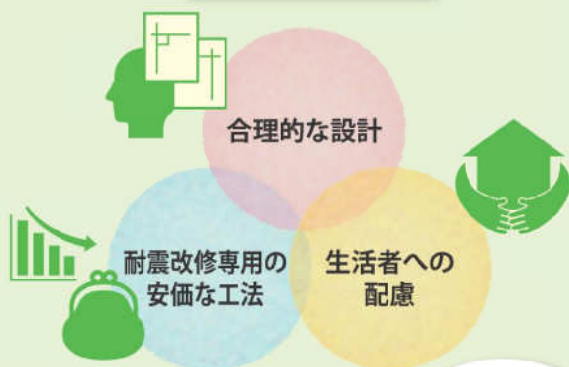 合理的な設計
耐震改修専用の
安価な工法
生活者への
配慮